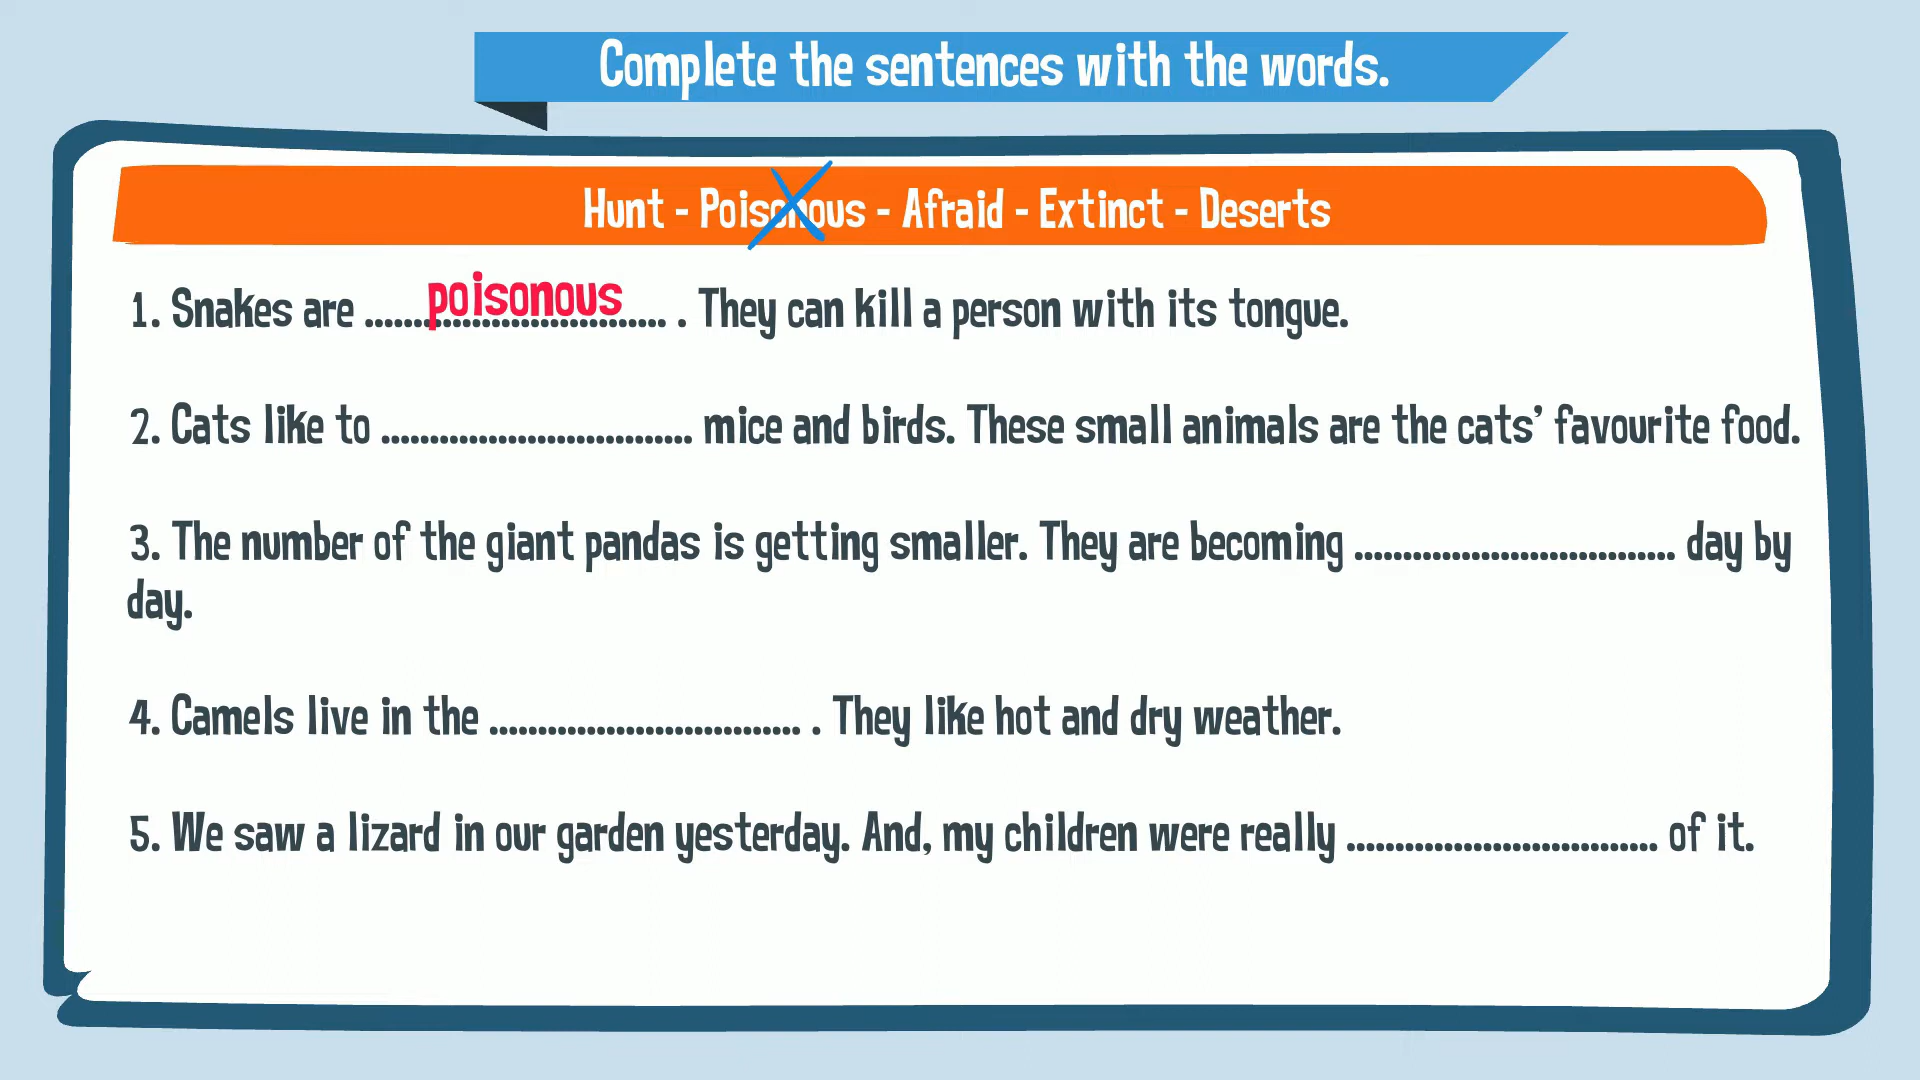 Complete the sentences with the words.
Hunt - Poisonous - Afraid - Extinct - Deserts
1. Snakes are ...poisonous... . They can kill a person with its tongue.
2. Cats like to ................................ mice and birds. These small animals are the cats’ favourite food.
3. The number of the giant pandas is getting smaller. They are becoming ................................. day by
day.
4. Camels live in the ................................ . They like hot and dry weather.
5. We saw a lizard in our garden yesterday. And, my children were really ................................ of it.